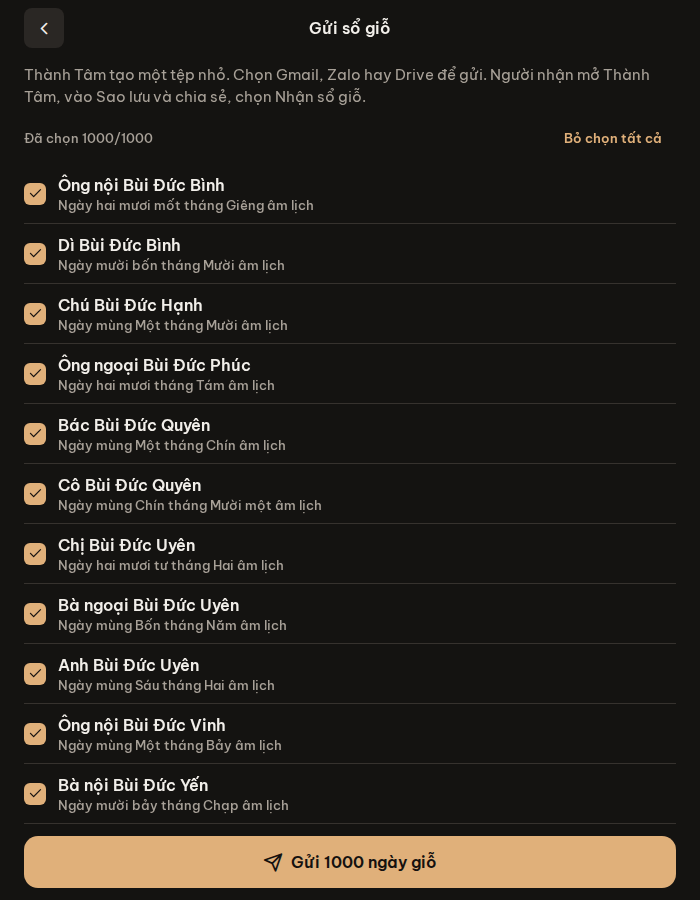 Gửi sổ giỗ
Thành Tâm tạo một tệp nhỏ. Chọn Gmail, Zalo hay Drive để gửi. Người nhận mở Thành
Tâm, vào Sao lưu và chia sẻ, chọn Nhận sổ giỗ.
Đã chọn 1000/1000
Bỏ chọn tất cả
Ông nội Bùi Đức Bình
Ngày hai mươi mốt tháng Giêng âm lịch
Dì Bùi Đức Bình
Ngày mười bốn tháng Mười âm lịch
Chú Bùi Đức Hạnh
Ngày mùng Một tháng Mười âm lịch
Ông ngoại Bùi Đức Phúc
Ngày hai mươi tháng Tám âm lịch
Bác Bùi Đức Quyên
Ngày mùng Một tháng Chín âm lịch
Cô Bùi Đức Quyên
Ngày mùng Chín tháng Mười một âm lịch
Chị Bùi Đức Uyên
Ngày hai mươi tư tháng Hai âm lịch
Bà ngoại Bùi Đức Uyên
Ngày mùng Bốn tháng Năm âm lịch
Anh Bùi Đức Uyên
Ngày mùng Sáu tháng Hai âm lịch
Ông nội Bùi Đức Vinh
Ngày mùng Một tháng Bảy âm lịch
Bà nội Bùi Đức Yến
Ngày mười bảy tháng Chạp âm lịch
Gửi 1000 ngày giỗ